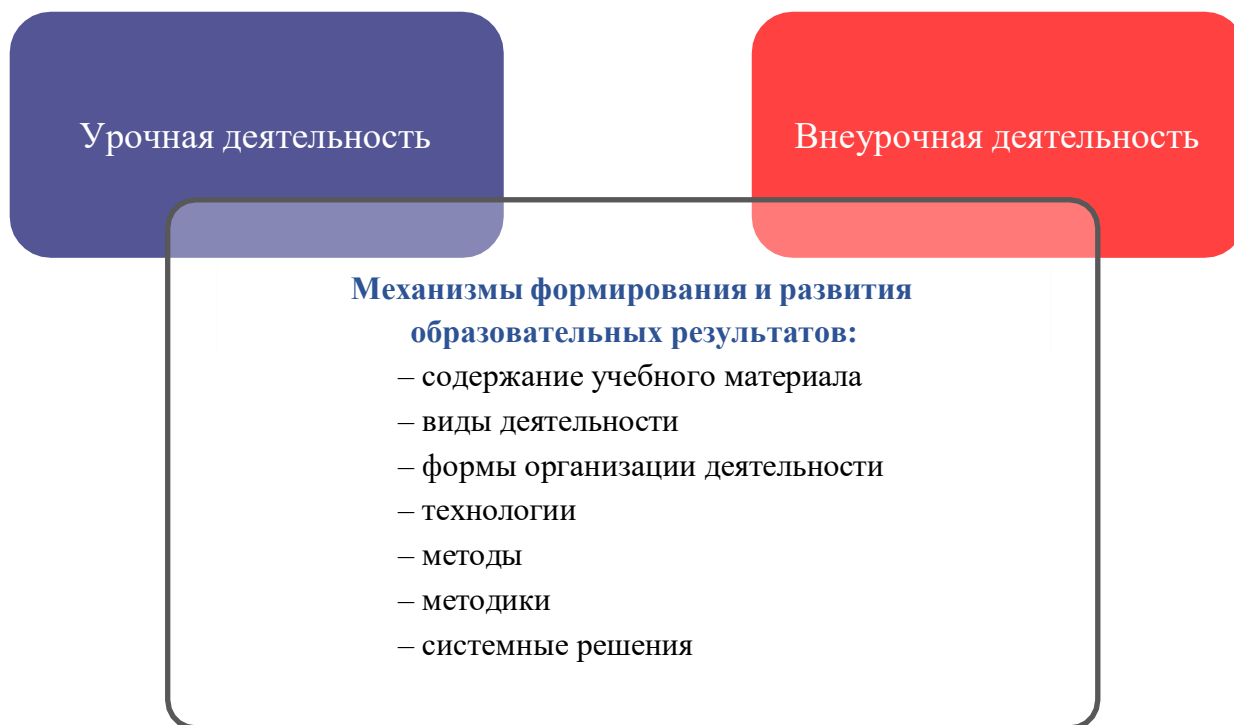 Урочная деятельность
Внеурочная деятельность
Механизмы формирования и развития
образовательных результатов:
– содержание учебного материала
– виды деятельности
– формы организации деятельности
– технологии
– методы
– методики
– системные решения